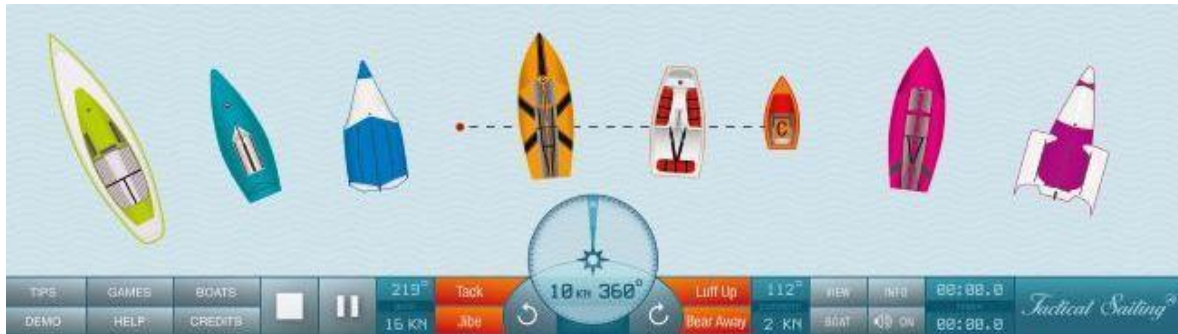 C
TIPS GAMES BOATS 219° Tack 10 KN 360° Luff Up 112° VIEW INFO 00:00.0
DEMO HELP CREDITS 16 KN Jibe Bear Away 2 KN BOAT ON 00:00.0
Tactical Sailing®